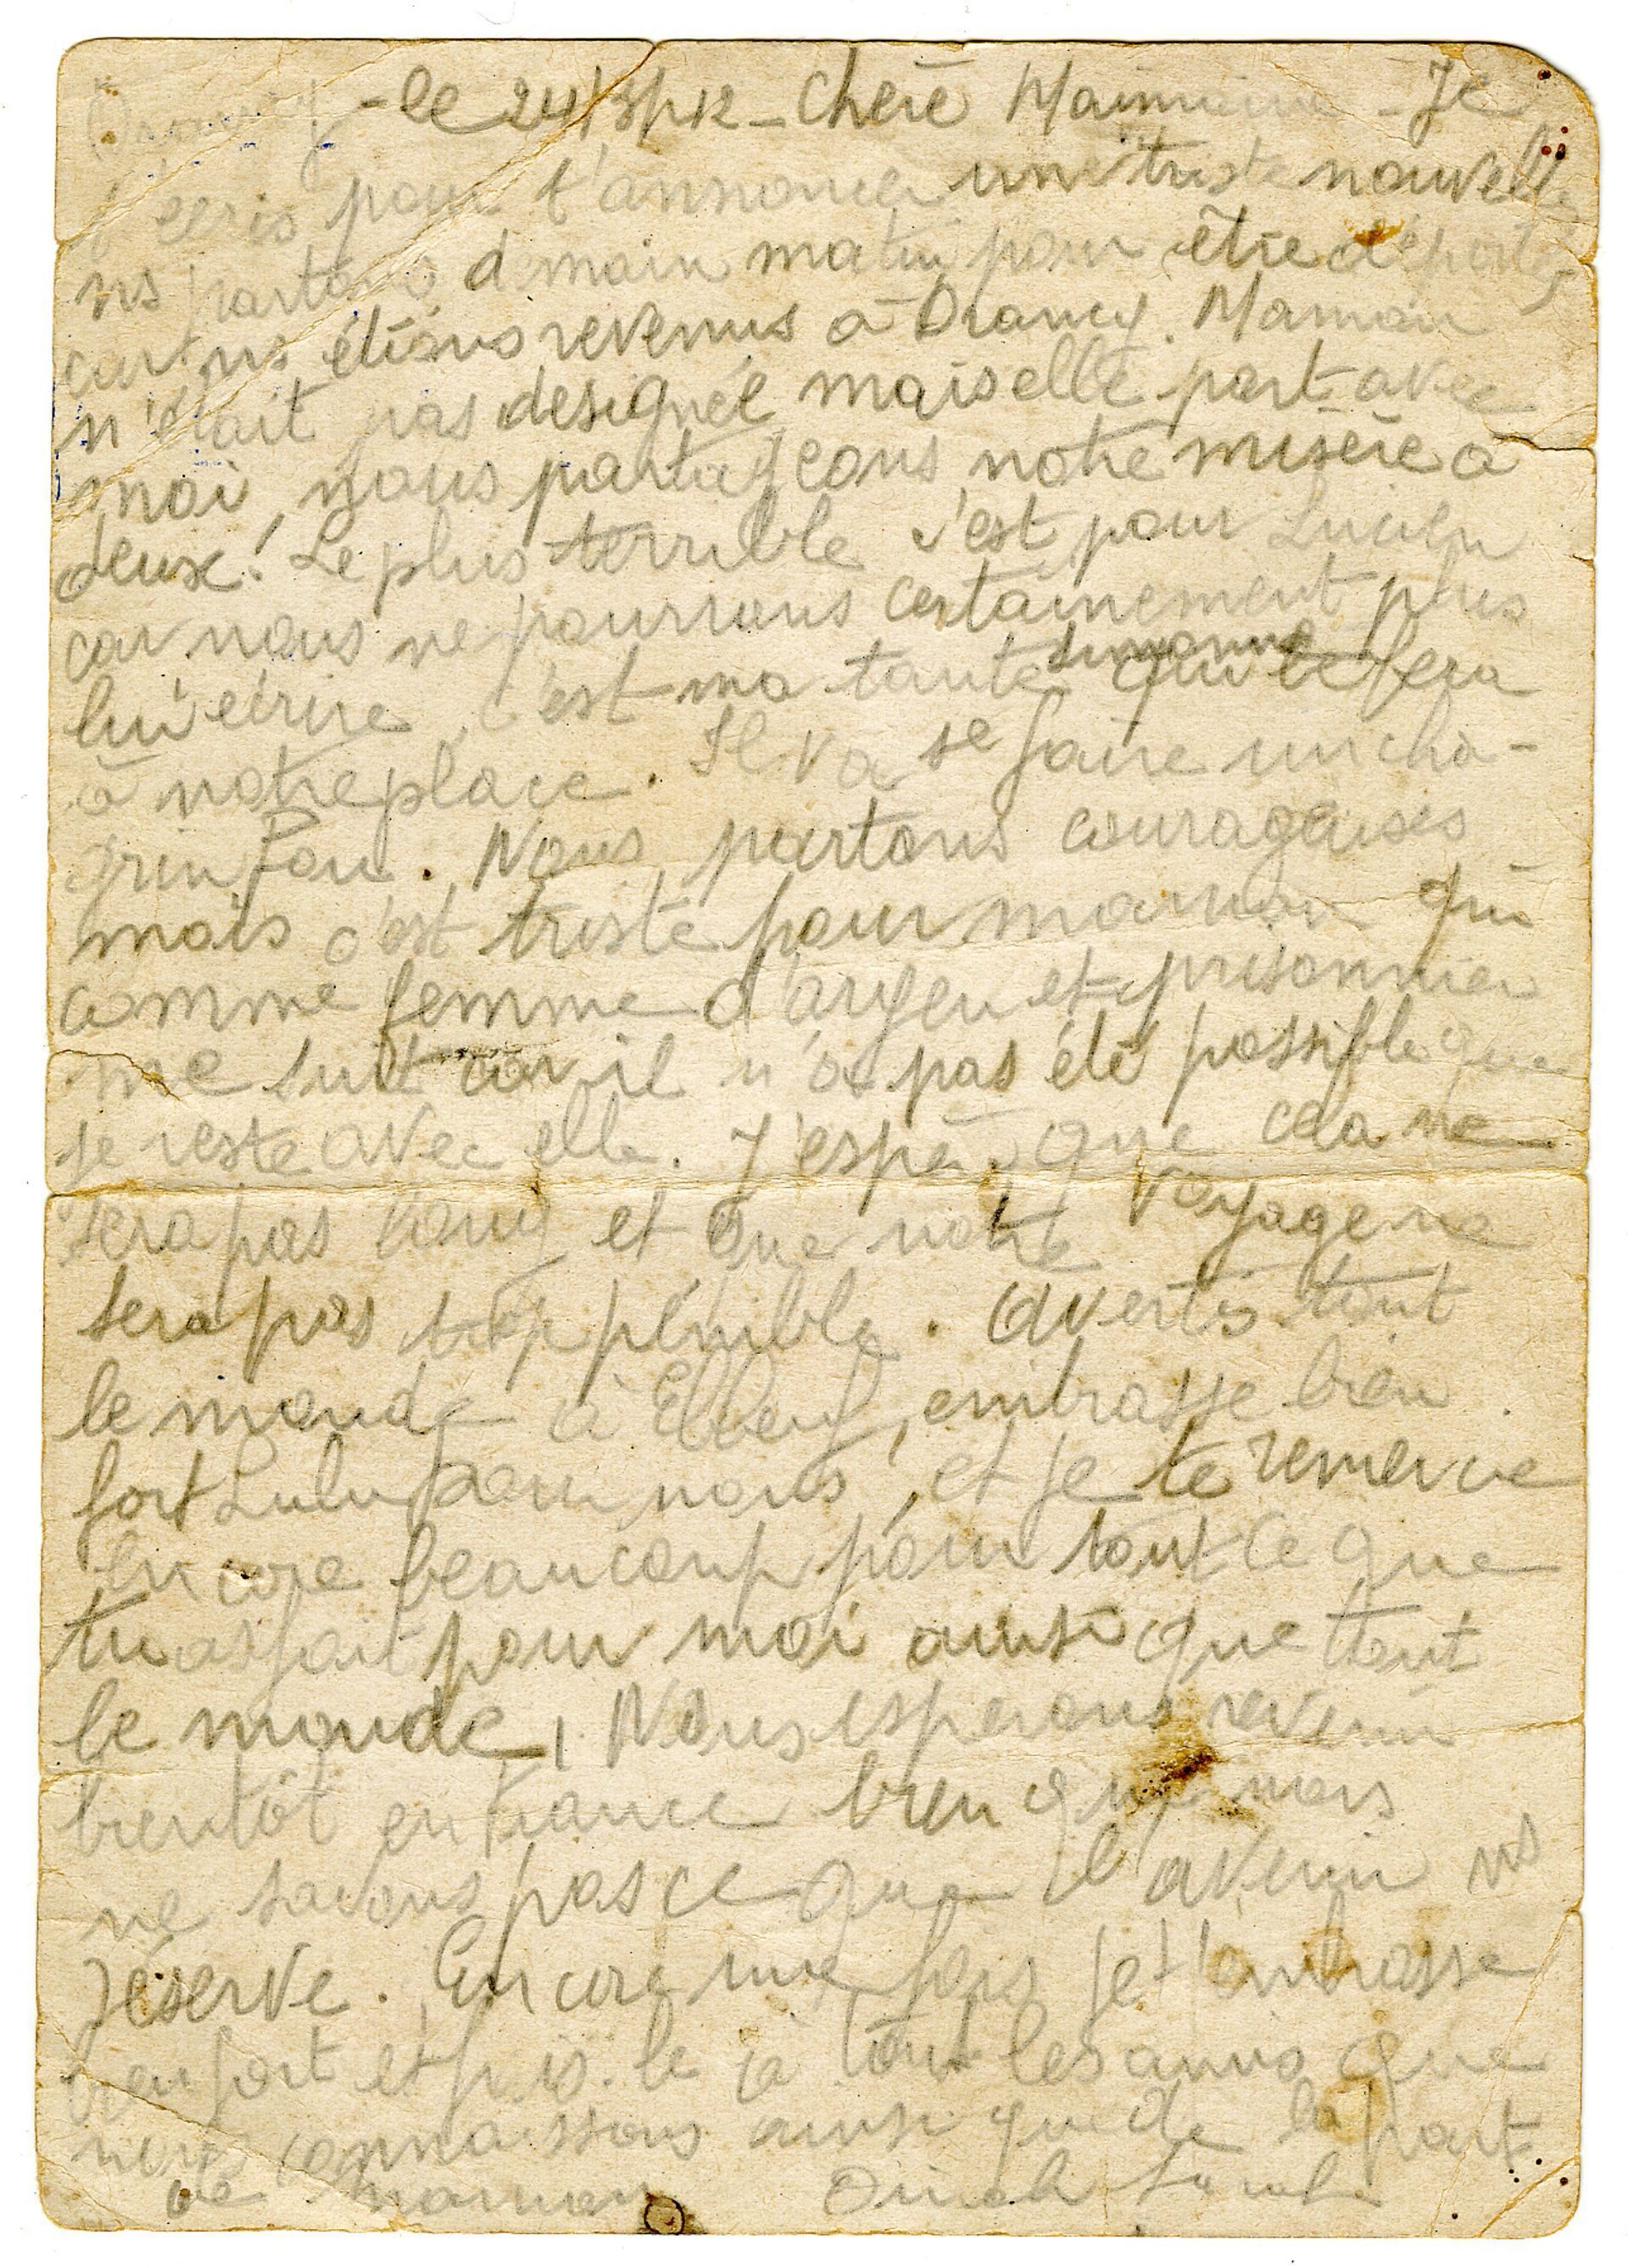 Drancy - le 24/3/42 - Chère Mamine - Je
t'écris pour t'annoncer une triste nouvelle
ns partons demain matin pour être déportés
car ns étions revenus à Drancy. Maman
n'était pas designée mais elle part avec
moi, nous partageons notre misère à
deux! Le plus terrible c'est pour Lucien
car nous ne pourrons certainement plus
lui écrire, c'est ma tante Simonne qui le fera
à notre place. Il va se faire un cha-
grin fou. Nous partons courageuses
mais c'est triste pour maman qui
comme femme d'aryen et prisonnier
me suit car il n'a pas été possible que
je reste avec elle. J'espère que cela ne
sera pas long et que notre voyage ne
sera pas trop pénible. Avertis tout
le monde à Elbeuf, embrasse bien
fort Lulu pour nous, et je te remercie
encore beaucoup pour tout ce que
tu as fait pour moi ainsi que tout
le monde, Nous esperons revenir
bientôt en France bien que nous
ne savons pas ce que l'avenir ns
réserve. Encore une fois je t'embrasse
bien fort et fais-le à tous les amis que
nous connaissons ainsi que de la part
de maman Sarah